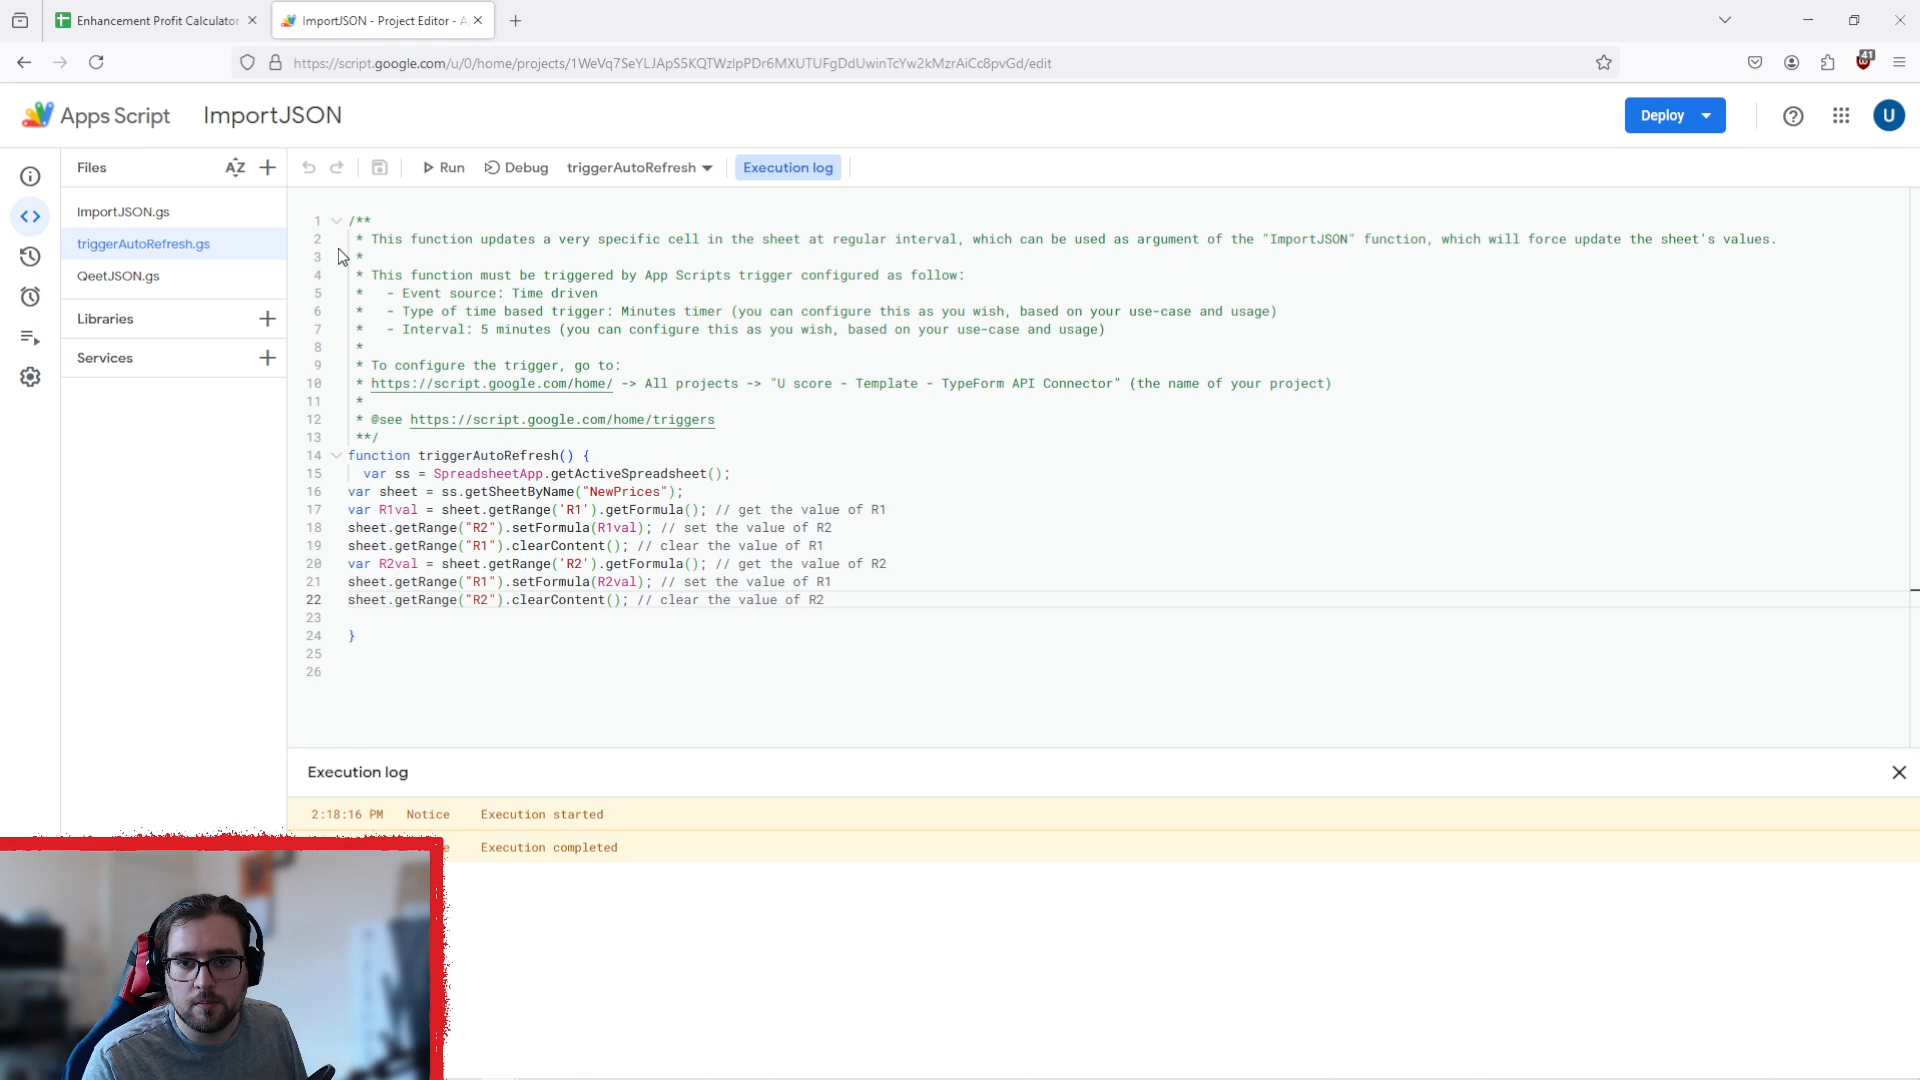 Enhancement Profit Calculator
ImportJSON - Project Editor - A
https://script.google.com/u/0/home/projects/1WeVq7SeYLJApS5KQTWzlpPDr6MXUTUFgDdUwinTcYw2kMzrAiCc8pvGd/edit
41
Apps Script ImportJSON
Deploy
U
Files
AZ
Run
Debug
triggerAutoRefresh
Execution log
ImportJSON.gs
triggerAutoRefresh.gs
QeetJSON.gs
Libraries
Services
1 /**
2 * This function updates a very specific cell in the sheet at regular interval, which can be used as argument of the "ImportJSON" function, which will force update the sheet's values.
3 *
4 * This function must be triggered by App Scripts trigger configured as follow:
5 * - Event source: Time driven
6 * - Type of time based trigger: Minutes timer (you can configure this as you wish, based on your use-case and usage)
7 * - Interval: 5 minutes (you can configure this as you wish, based on your use-case and usage)
8 *
9 * To configure the trigger, go to:
10 * https://script.google.com/home/ -> All projects -> "U score - Template - TypeForm API Connector" (the name of your project)
11 *
12 * @see https://script.google.com/home/triggers
13 **/
14 function triggerAutoRefresh() {
15 var ss = SpreadsheetApp.getActiveSpreadsheet();
16 var sheet = ss.getSheetByName("NewPrices");
17 var R1val = sheet.getRange('R1').getFormula(); // get the value of R1
18 sheet.getRange("R2").setFormula(R1val); // set the value of R2
19 sheet.getRange("R1").clearContent(); // clear the value of R1
20 var R2val = sheet.getRange('R2').getFormula(); // get the value of R2
21 sheet.getRange("R1").setFormula(R2val); // set the value of R1
22 sheet.getRange("R2").clearContent(); // clear the value of R2
23
24 }
25
26
Execution log
2:18:16 PM Notice Execution started
e Execution completed